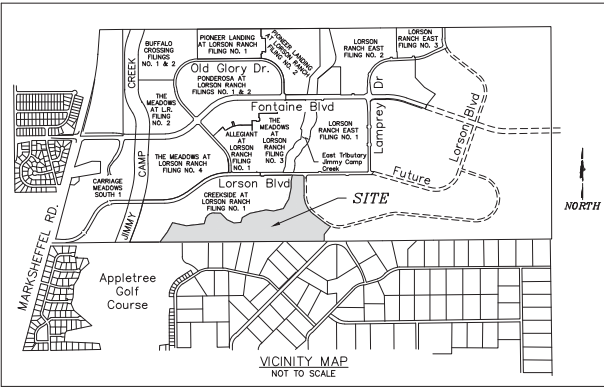 BUFFALO
CROSSING
FILINGS
NO. 1 & 2
CREEK
PIONEER LANDING
AT LORSON RANCH
FILING NO. 1
PIONEER LANDING
AT LORSON RANCH
FILING NO. 2
LORSON
RANCH EAST
FILING NO. 2
LORSON
RANCH EAST
FILING NO. 3
Old Glory Dr.
PONDEROSA AT
LORSON RANCH
FILINGS NO. 1 & 2
THE
MEADOWS
AT L.R.
FILING
NO. 2
Fontaine Blvd
Lamprey Dr
Lorson Blvd
CAMP
THE MEADOWS AT
LORSON RANCH
FILING NO. 4
ALLEGIANT
AT
LORSON
RANCH
FILING
NO. 1
THE
MEADOWS
AT
LORSON
RANCH
FILING
NO. 3
LORSON
RANCH EAST
FILING NO. 1
East Tributary
Jimmy Camp
Creek
CARRIAGE
MEADOWS
SOUTH 1
Lorson Blvd
Future
CREEKSIDE AT
LORSON RANCH
FILING NO. 1
SITE
NORTH
JIMMY
MARKSHEFFEL RD.
Appletree
Golf
Course
VICINITY MAP
NOT TO SCALE